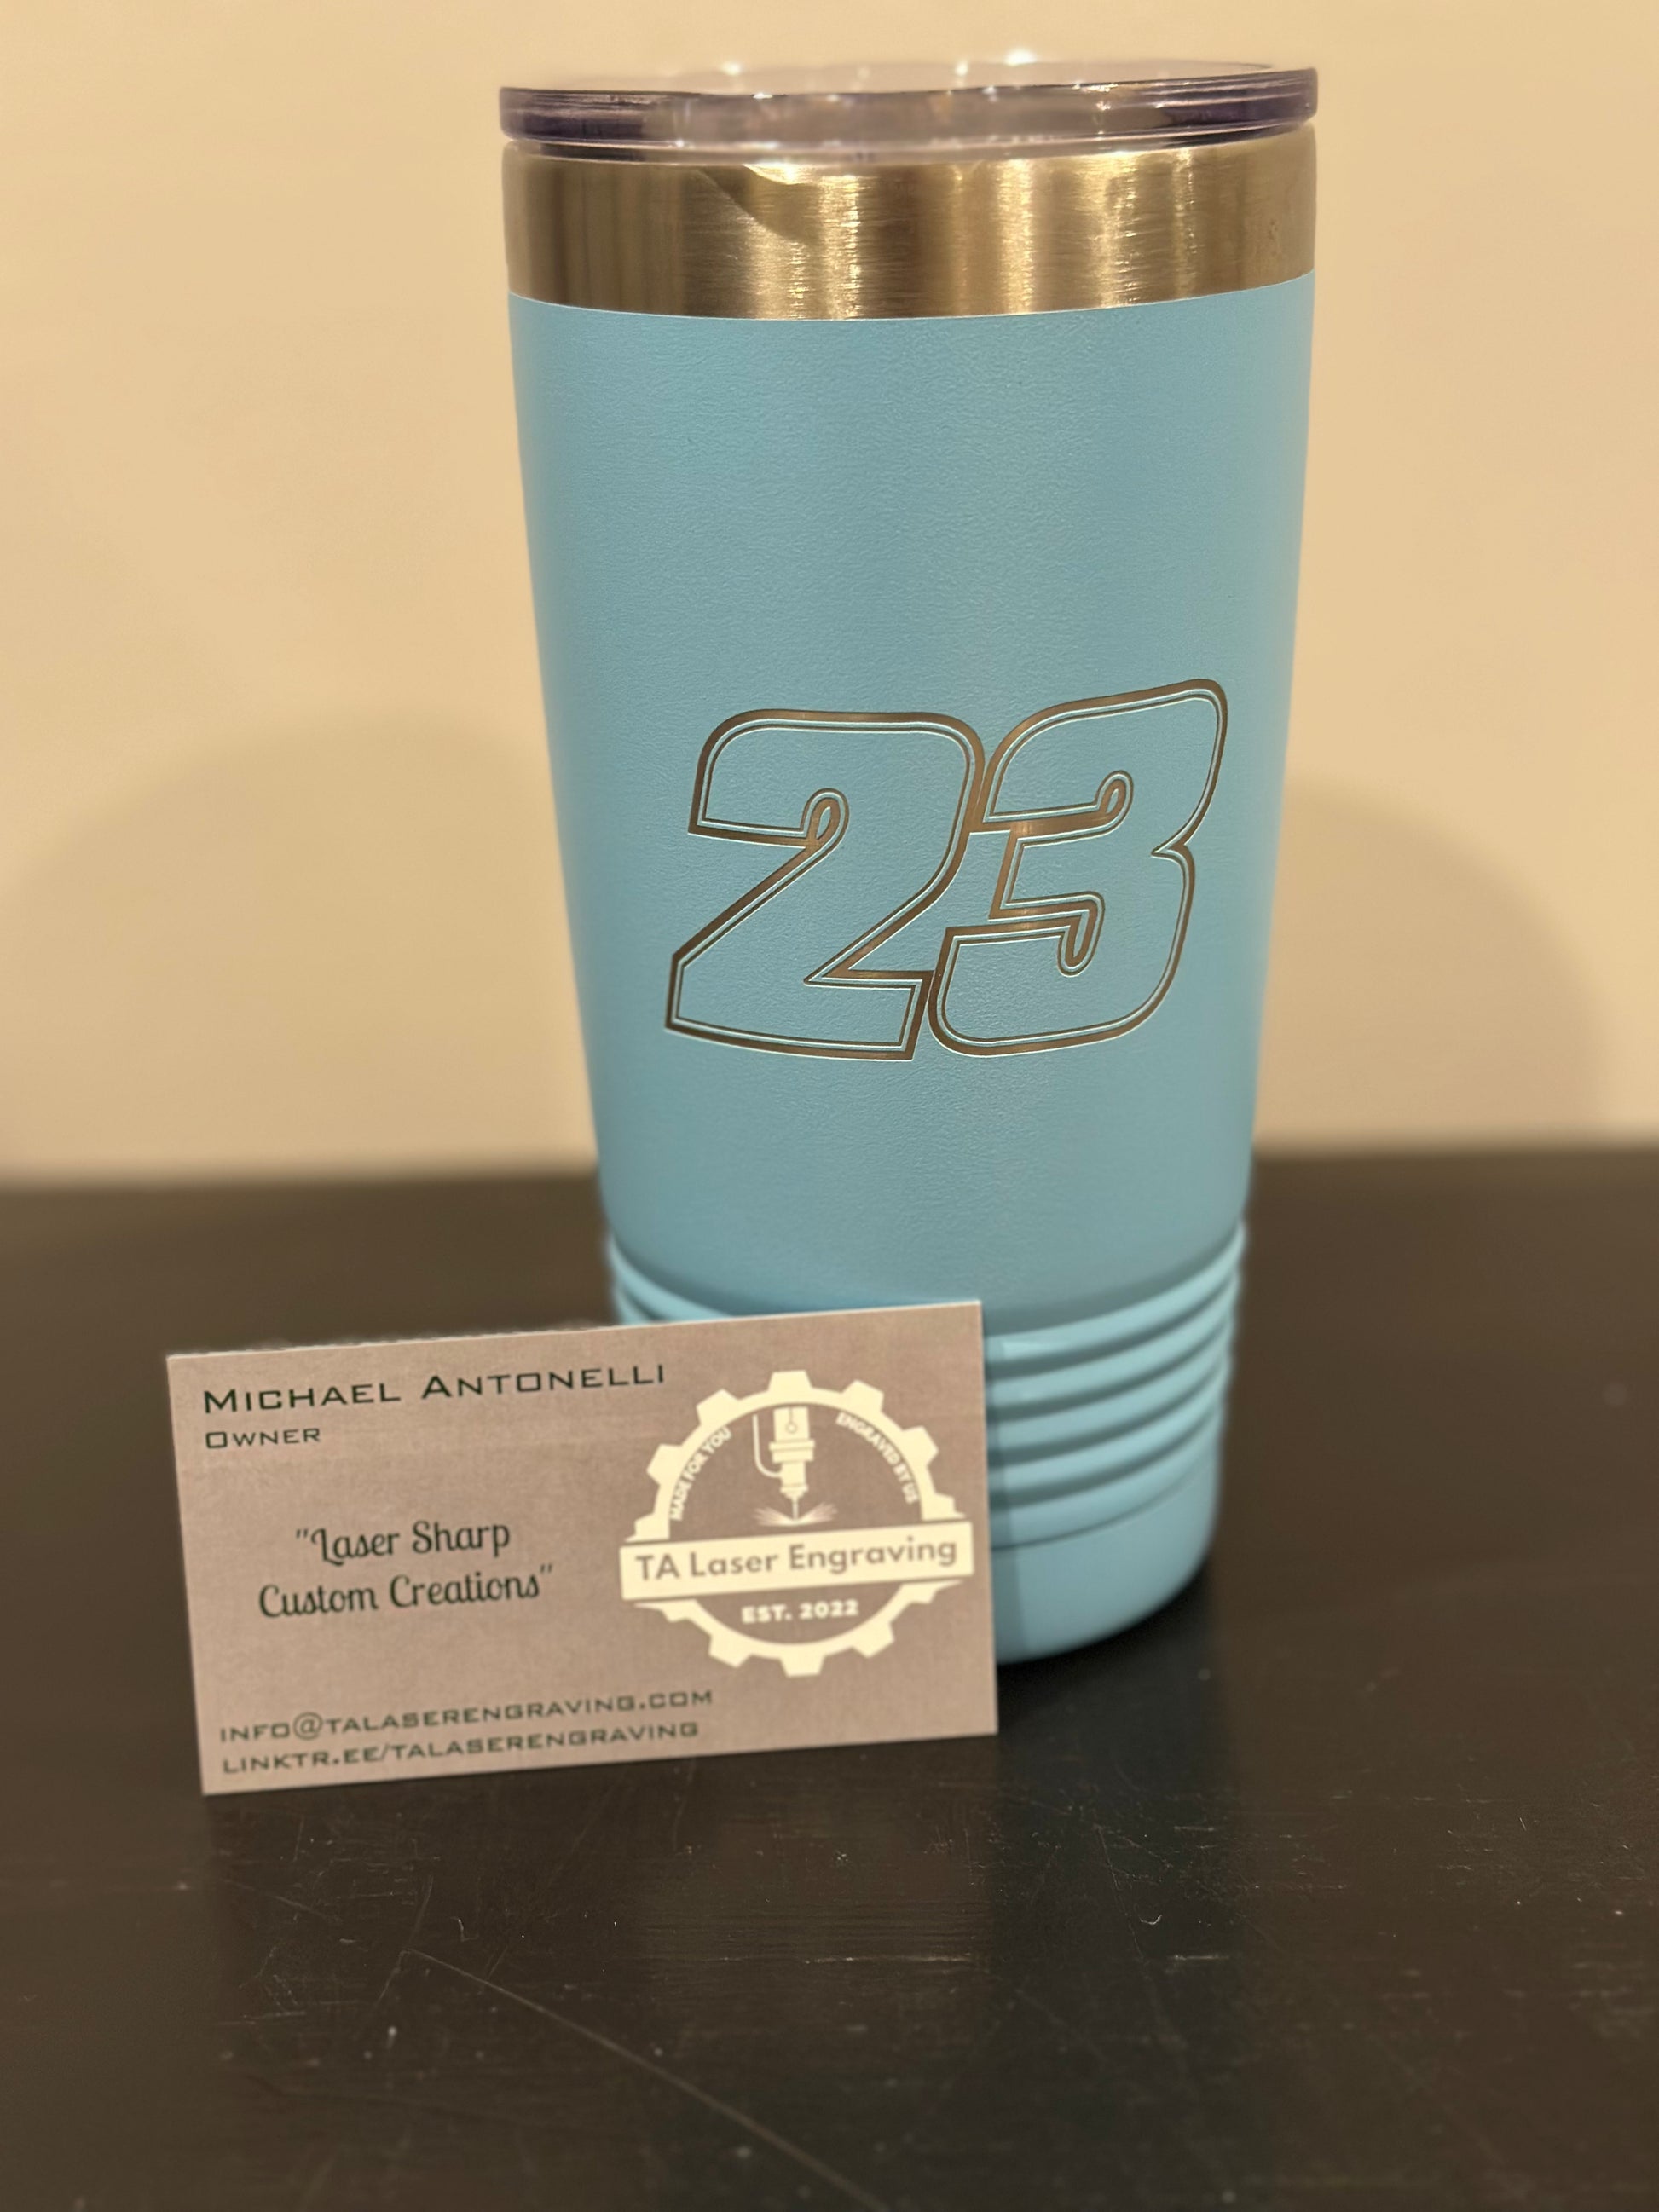 23
MICHAEL ANTONELLI
OWNER
"Laser Sharp
Custom Creations"
MADE FOR YOU
ENGRAVED BY US
TA Laser Engraving
EST. 2022
INFO@TALASERENGRAVING.COM
LINKTR.EE/TALASERENGRAVING